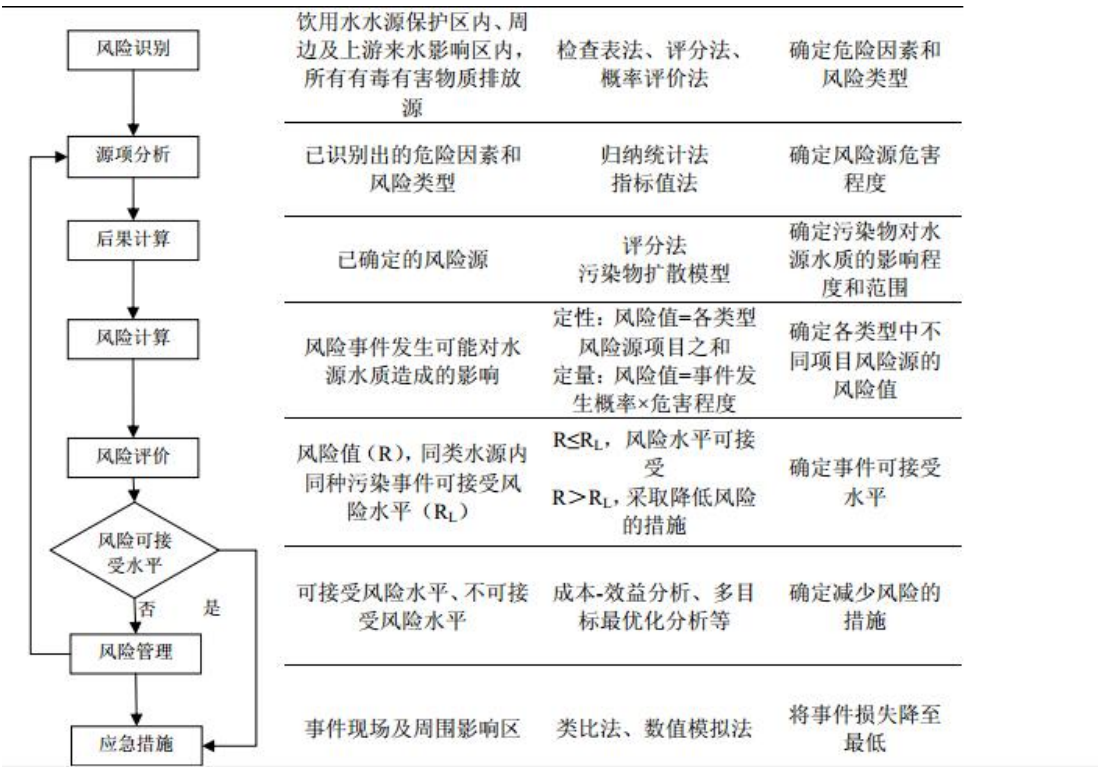 风险识别
饮用水水源保护区内、周
边及上游来水影响区内，
所有有毒有害物质排放
源
检查表法、评分法、
概率评价法
确定危险因素和
风险类型
源项分析
已识别出的危险因素和
风险类型
归纳统计法
指标值法
确定风险源危害
程度
后果计算
已确定的风险源
评分法
污染物扩散模型
确定污染物对水
源水质的影响程
度和范围
风险计算
风险事件发生可能对水
源水质造成的影响
定性：风险值=各类型
风险源项目之和
定量：风险值=事件发
生概率×危害程度
确定各类型中不
同项目风险源的
风险值
风险评价
风险值（R），同类水源内
同种污染事件可接受风
险水平（RL）
R≤RL，风险水平可接
受
R＞RL，采取降低风险
的措施
确定事件可接受
水平
风险可接
受水平
否
是
风险管理
可接受风险水平、不可接
受风险水平
成本-效益分析、多目
标最优化分析等
确定减少风险的
措施
应急措施
事件现场及周围影响区
类比法、数值模拟法
将事件损失降至
最低